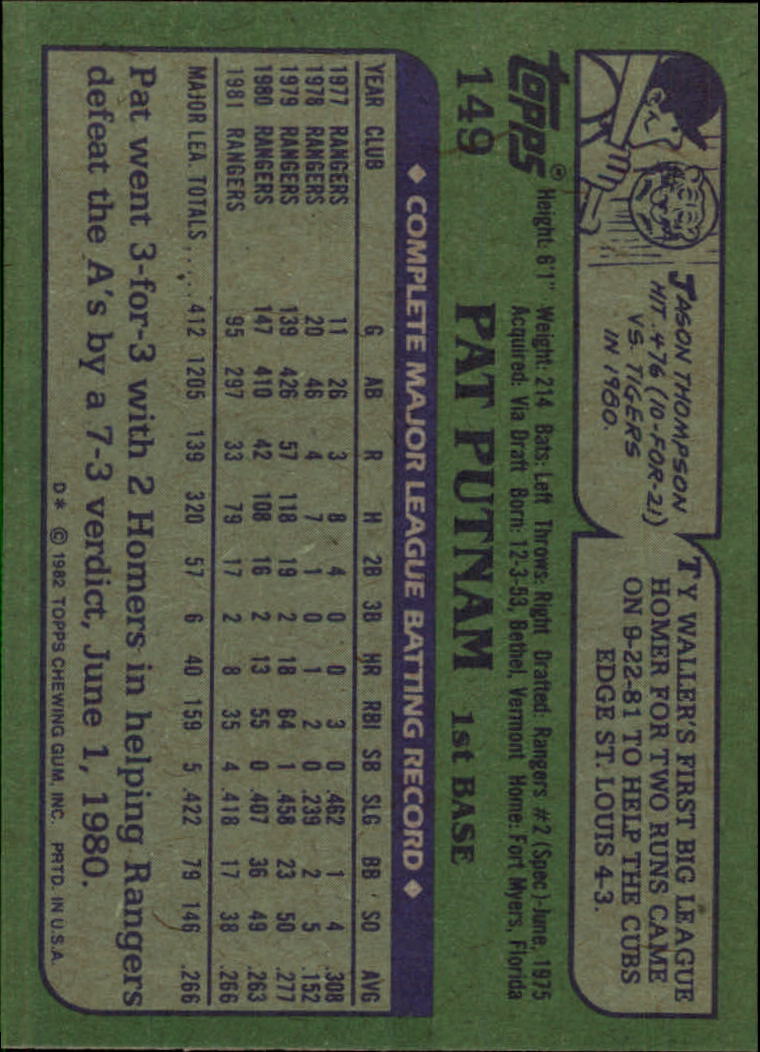 JASON THOMPSON
HIT .476 (10-FOR-21)
VS. TIGERS
IN 1980.
TY WALLER'S FIRST BIG LEAGUE
HOMER FOR TWO RUNS CAME
ON 9-22-81 TO HELP THE CUBS
EDGE ST. LOUIS 4-3.
topps®
149
Height: 6'1" Weight: 214 Bats: Left Throws: Right Drafted: Rangers #2 (Spec.)-June, 1975
Acquired: Via Draft Born: 12-3-53, Bethel, Vermont Home: Fort Myers, Florida
PAT PUTNAM 1st BASE
◆ COMPLETE MAJOR LEAGUE BATTING RECORD ◆
YEAR CLUB G AB R H 2B 3B HR RBI SB SLG BB SO AVG
1977 RANGERS 11 26 3 8 4 0 0 3 0 .462 1 4 .308
1978 RANGERS 20 46 4 7 1 0 1 2 0 .239 2 5 .152
1979 RANGERS 139 426 57 118 19 2 18 64 1 .458 23 50 .277
1980 RANGERS 147 410 42 108 16 2 13 55 0 .407 36 49 .263
1981 RANGERS 95 297 33 79 17 2 8 35 4 .418 17 38 .266
MAJOR LEA. TOTALS ..... 412 1205 139 320 57 6 40 159 5 .422 79 146 .266
Pat went 3-for-3 with 2 Homers in helping Rangers
defeat the A's by a 7-3 verdict, June 1, 1980.
D* © 1982 TOPPS CHEWING GUM, INC. PRTD. IN U.S.A.